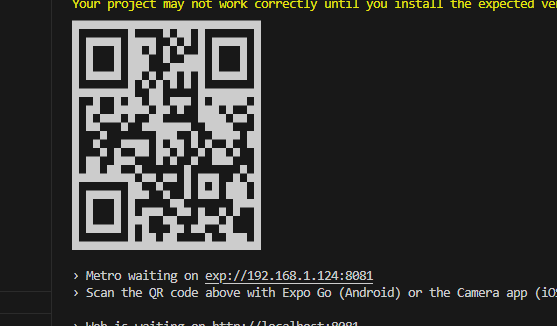 Your project may not work correctly until you install the expected ve
› Metro waiting on exp://192.168.1.124:8081
› Scan the QR code above with Expo Go (Android) or the Camera app (iO
› Web is waiting on http://localhost:8081